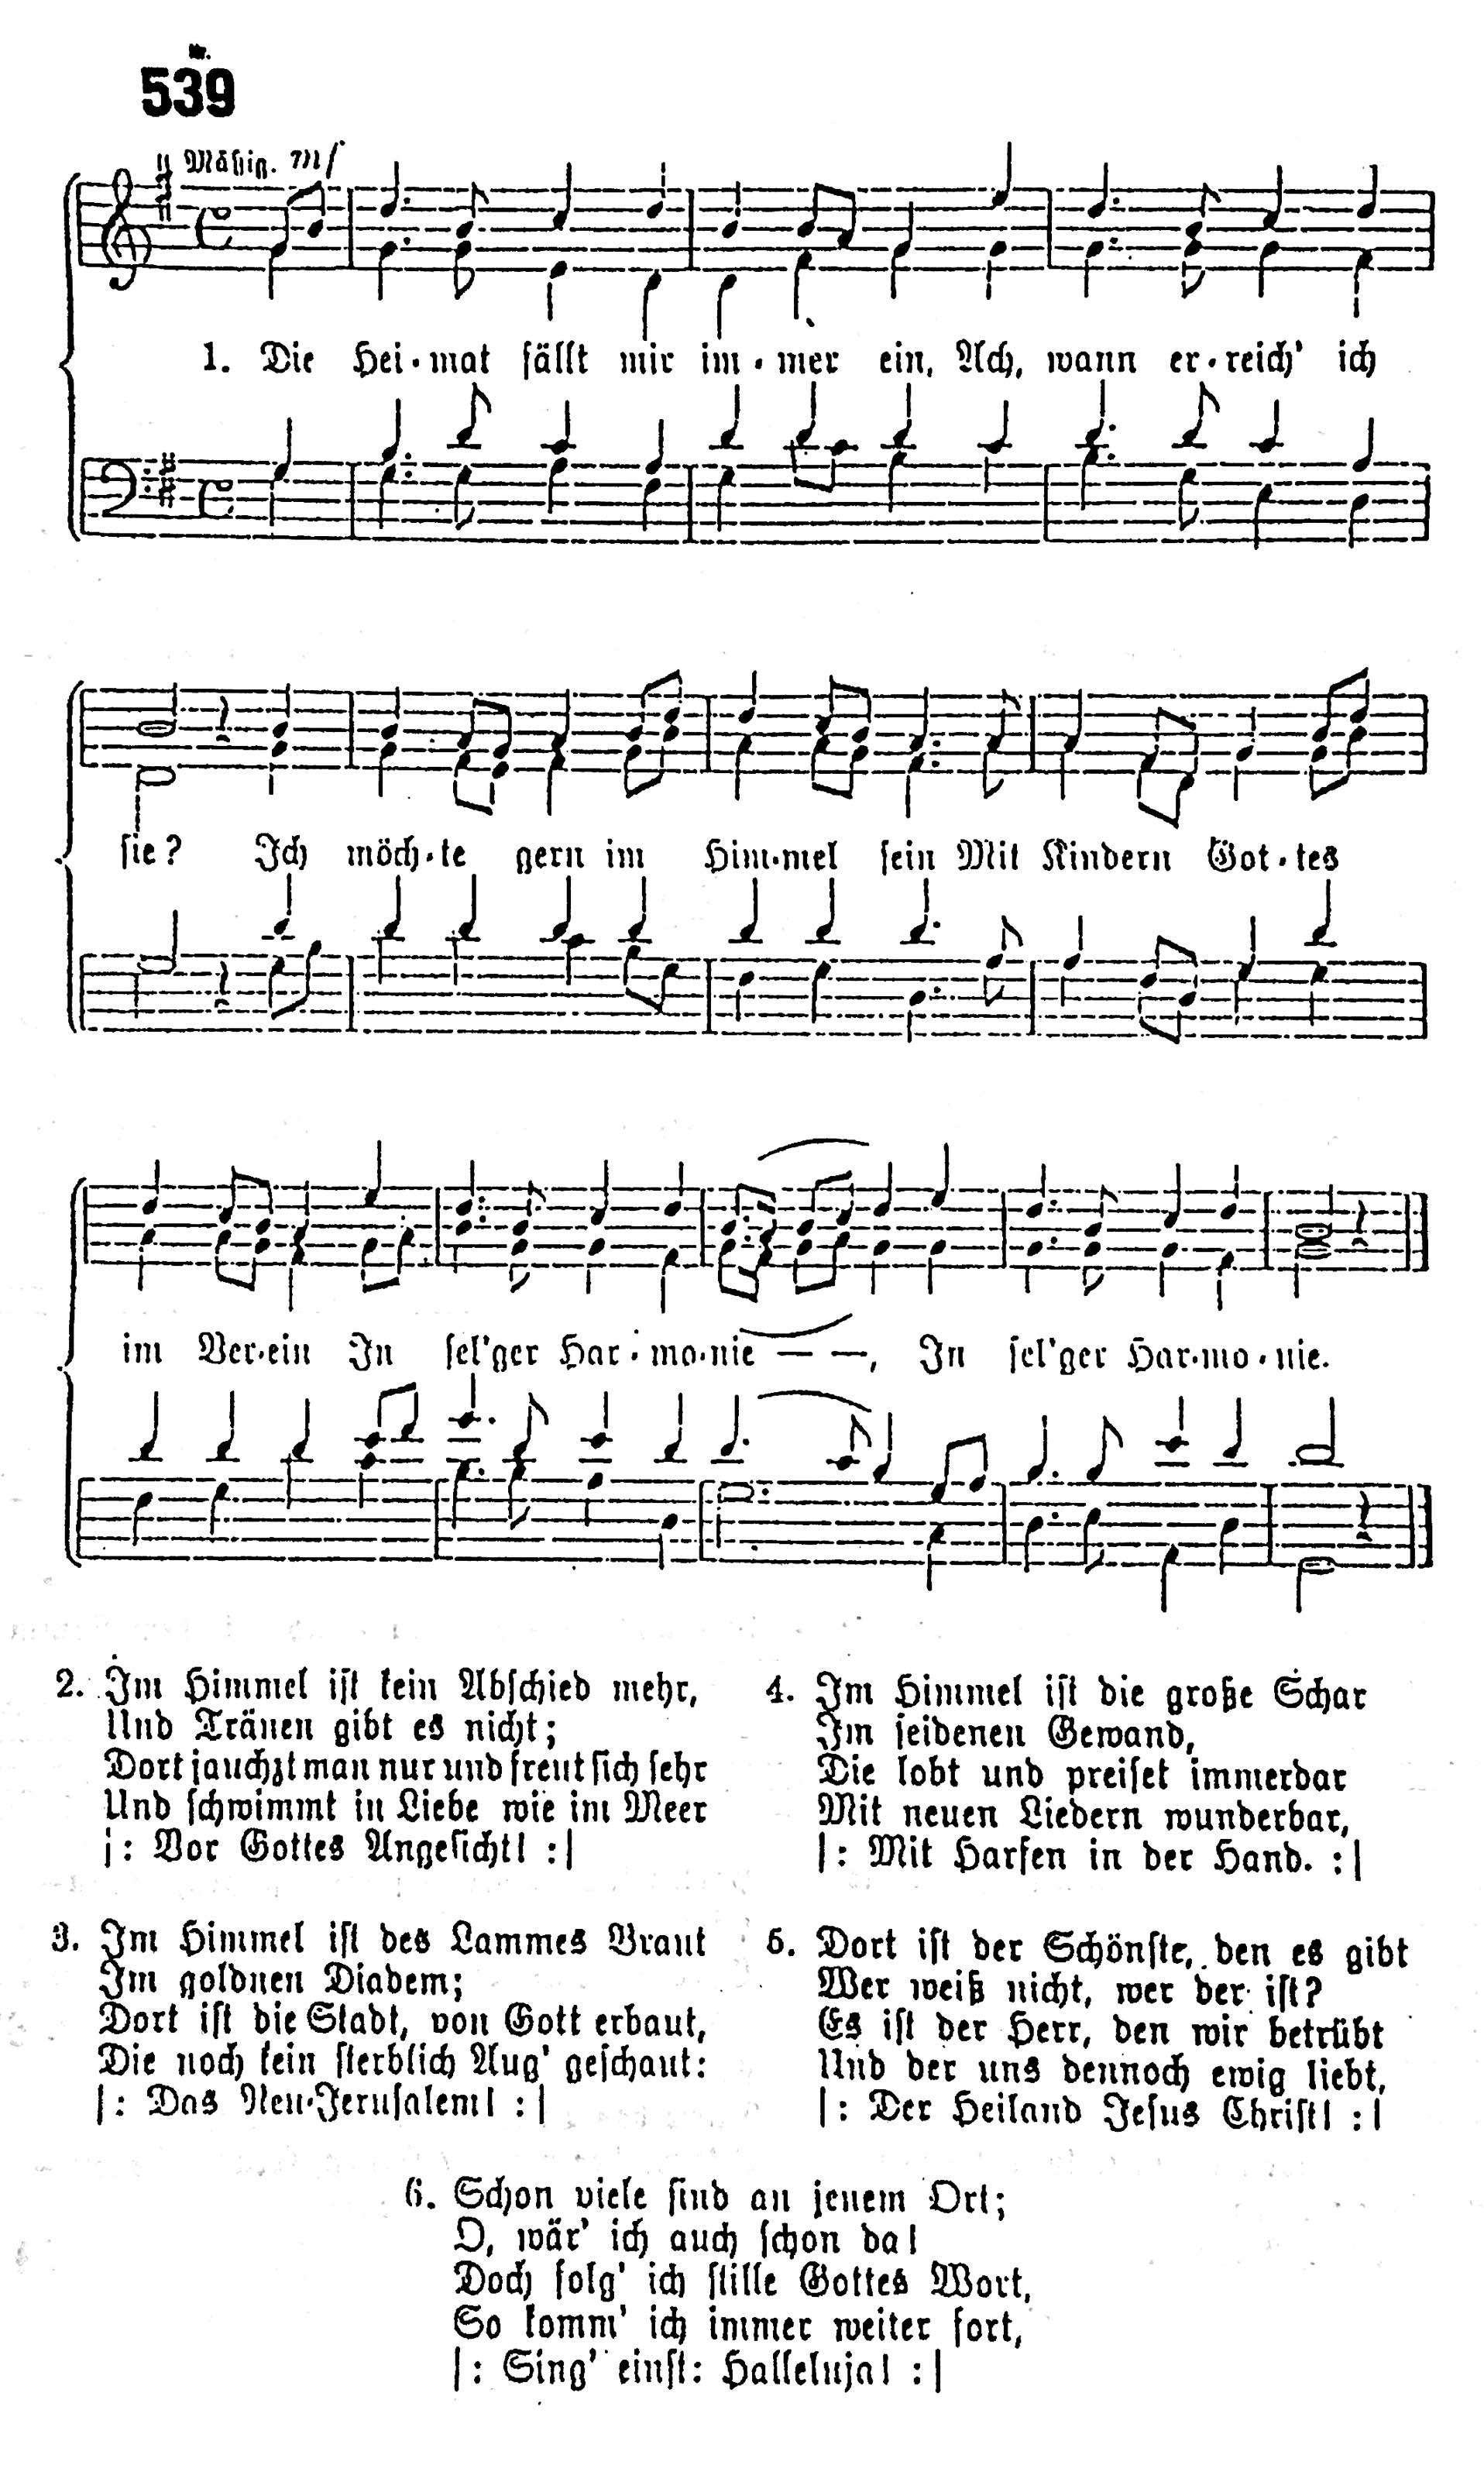 Nr.
539
Mäßig. mf
1. Die Hei-mat fällt mir im-mer ein, Ach, wann er-reich' ich
sie? Ich möch-te gern im Him-mel sein Mit Kindern Got-tes
im Ver-ein In sel'ger Har-mo-nie — —, In sel'ger Har-mo-nie.
2. Im Himmel ist kein Abschied mehr,
Und Tränen gibt es nicht;
Dort jauchzt man nur und freut sich sehr
Und schwimmt in Liebe wie im Meer
|: Vor Gottes Angesicht! :|
3. Im Himmel ist des Lammes Braut
Im goldnen Diadem;
Dort ist die Stadt, von Gott erbaut,
Die noch kein sterblich Aug' geschaut:
|: Das Neu-Jerusalem! :|
4. Im Himmel ist die große Schar
Im seidenen Gewand,
Die lobt und preiset immerdar
Mit neuen Liedern wunderbar,
|: Mit Harfen in der Hand. :|
5. Dort ist der Schönste, den es gibt
Wer weiß nicht, wer der ist?
Es ist der Herr, den wir betrübt
Und der uns dennoch ewig liebt,
|: Der Heiland Jesus Christ! :|
6. Schon viele sind an jenem Ort;
O, wär' ich auch schon da!
Doch folg' ich stille Gottes Wort,
So komm' ich immer weiter fort,
|: Sing' einst: Halleluja! :|